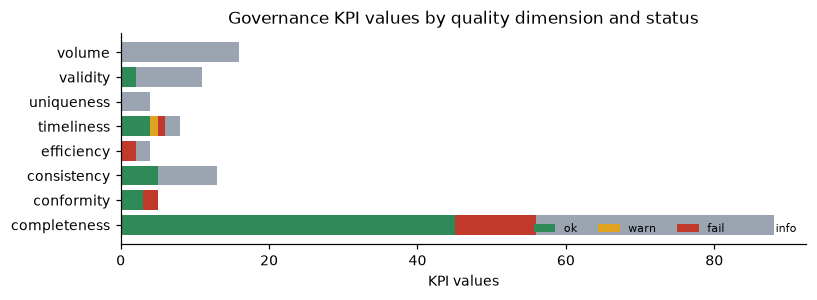 Governance KPI values by quality dimension and status
volume
validity
uniqueness
timeliness
efficiency
consistency
conformity
completeness
ok warn fail info
0 20 40 60 80
KPI values